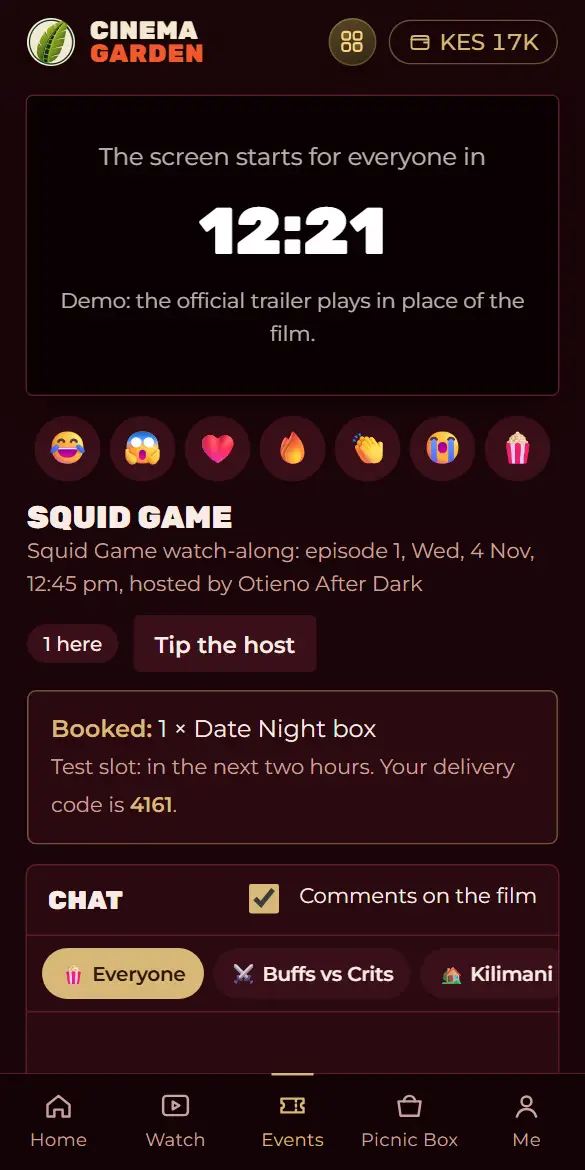 CINEMA
GARDEN
KES 17K
The screen starts for everyone in
12:21
Demo: the official trailer plays in place of the
film.
SQUID GAME
Squid Game watch-along: episode 1, Wed, 4 Nov,
12:45 pm, hosted by Otieno After Dark
1 here
Tip the host
Booked: 1 × Date Night box
Test slot: in the next two hours. Your delivery
code is 4161.
CHAT
Comments on the film
Everyone
Buffs vs Crits
Kilimani
Home
Watch
Events
Picnic Box
Me